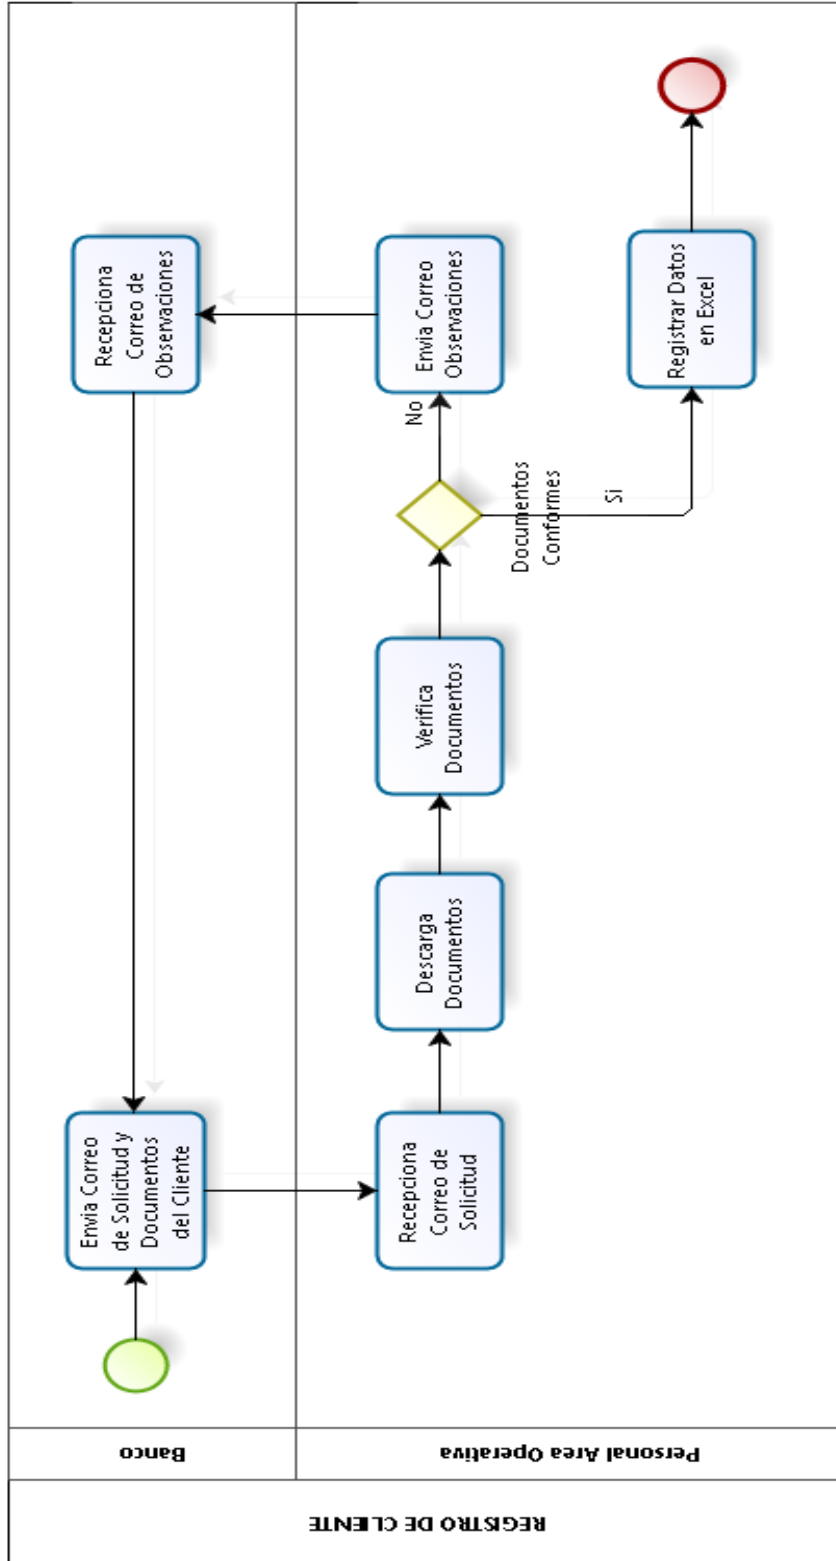 REGISTRO DE CLIENTE
Banco
Personal Area Operativa
Envia Correo
de Solicitud y
Documentos
del Cliente
Recepciona
Correo de
Observaciones
Recepciona
Correo de
Solicitud
Descarga
Documentos
Verifica
Documentos
Documentos
Conformes
No
Si
Envia Correo
Observaciones
Registrar Datos
en Excel